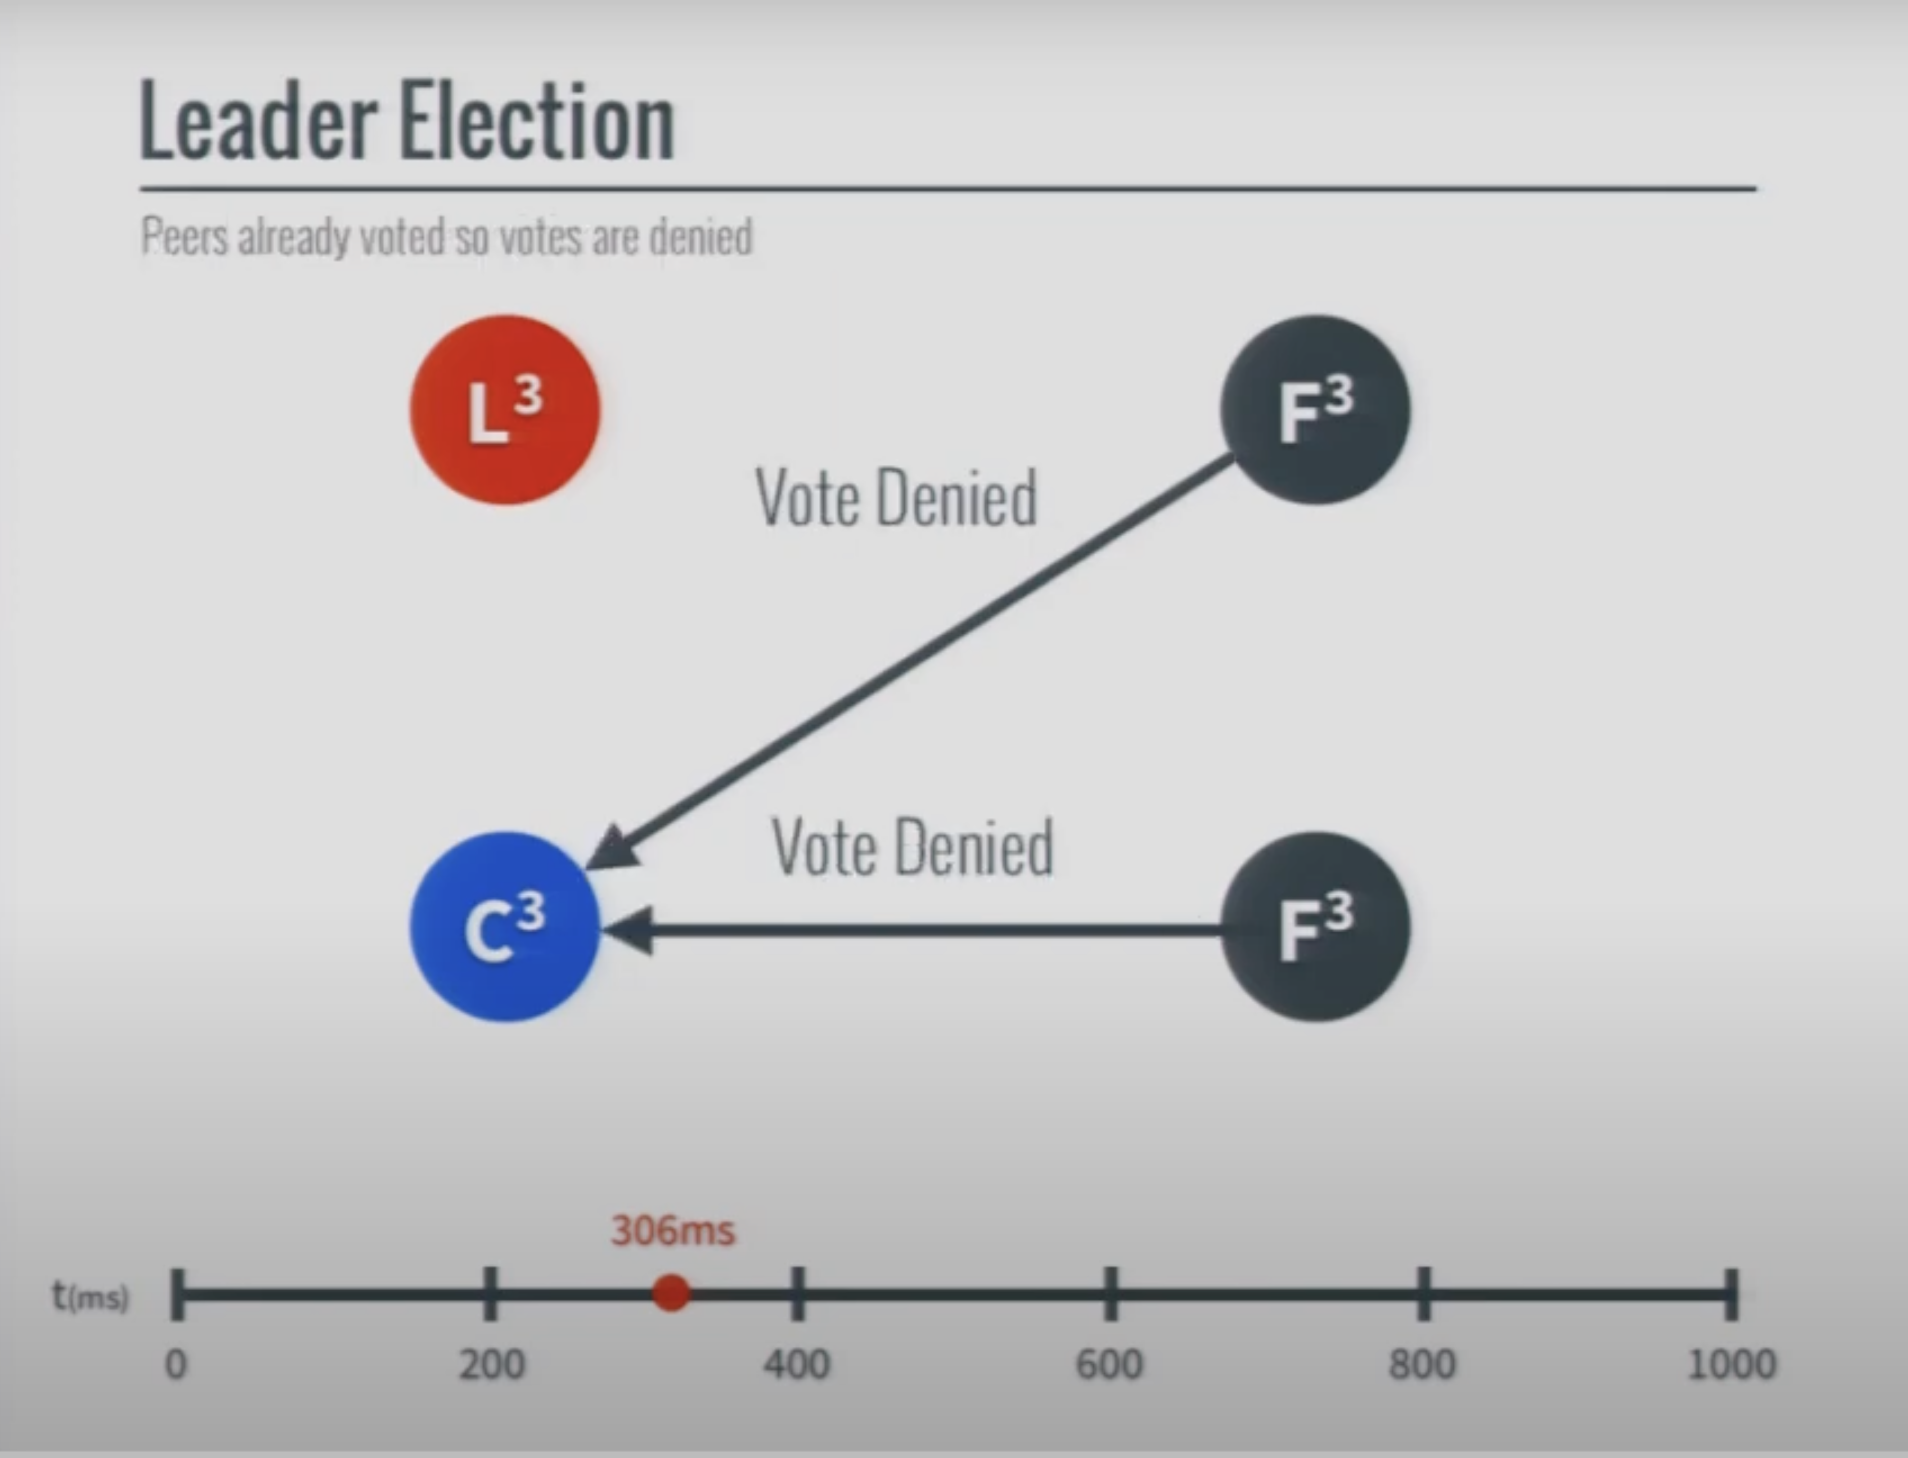 Leader Election
Peers already voted so votes are denied
L³
F³
Vote Denied
Vote Denied
C³
F³
306ms
t(ms)
0 200 400 600 800 1000